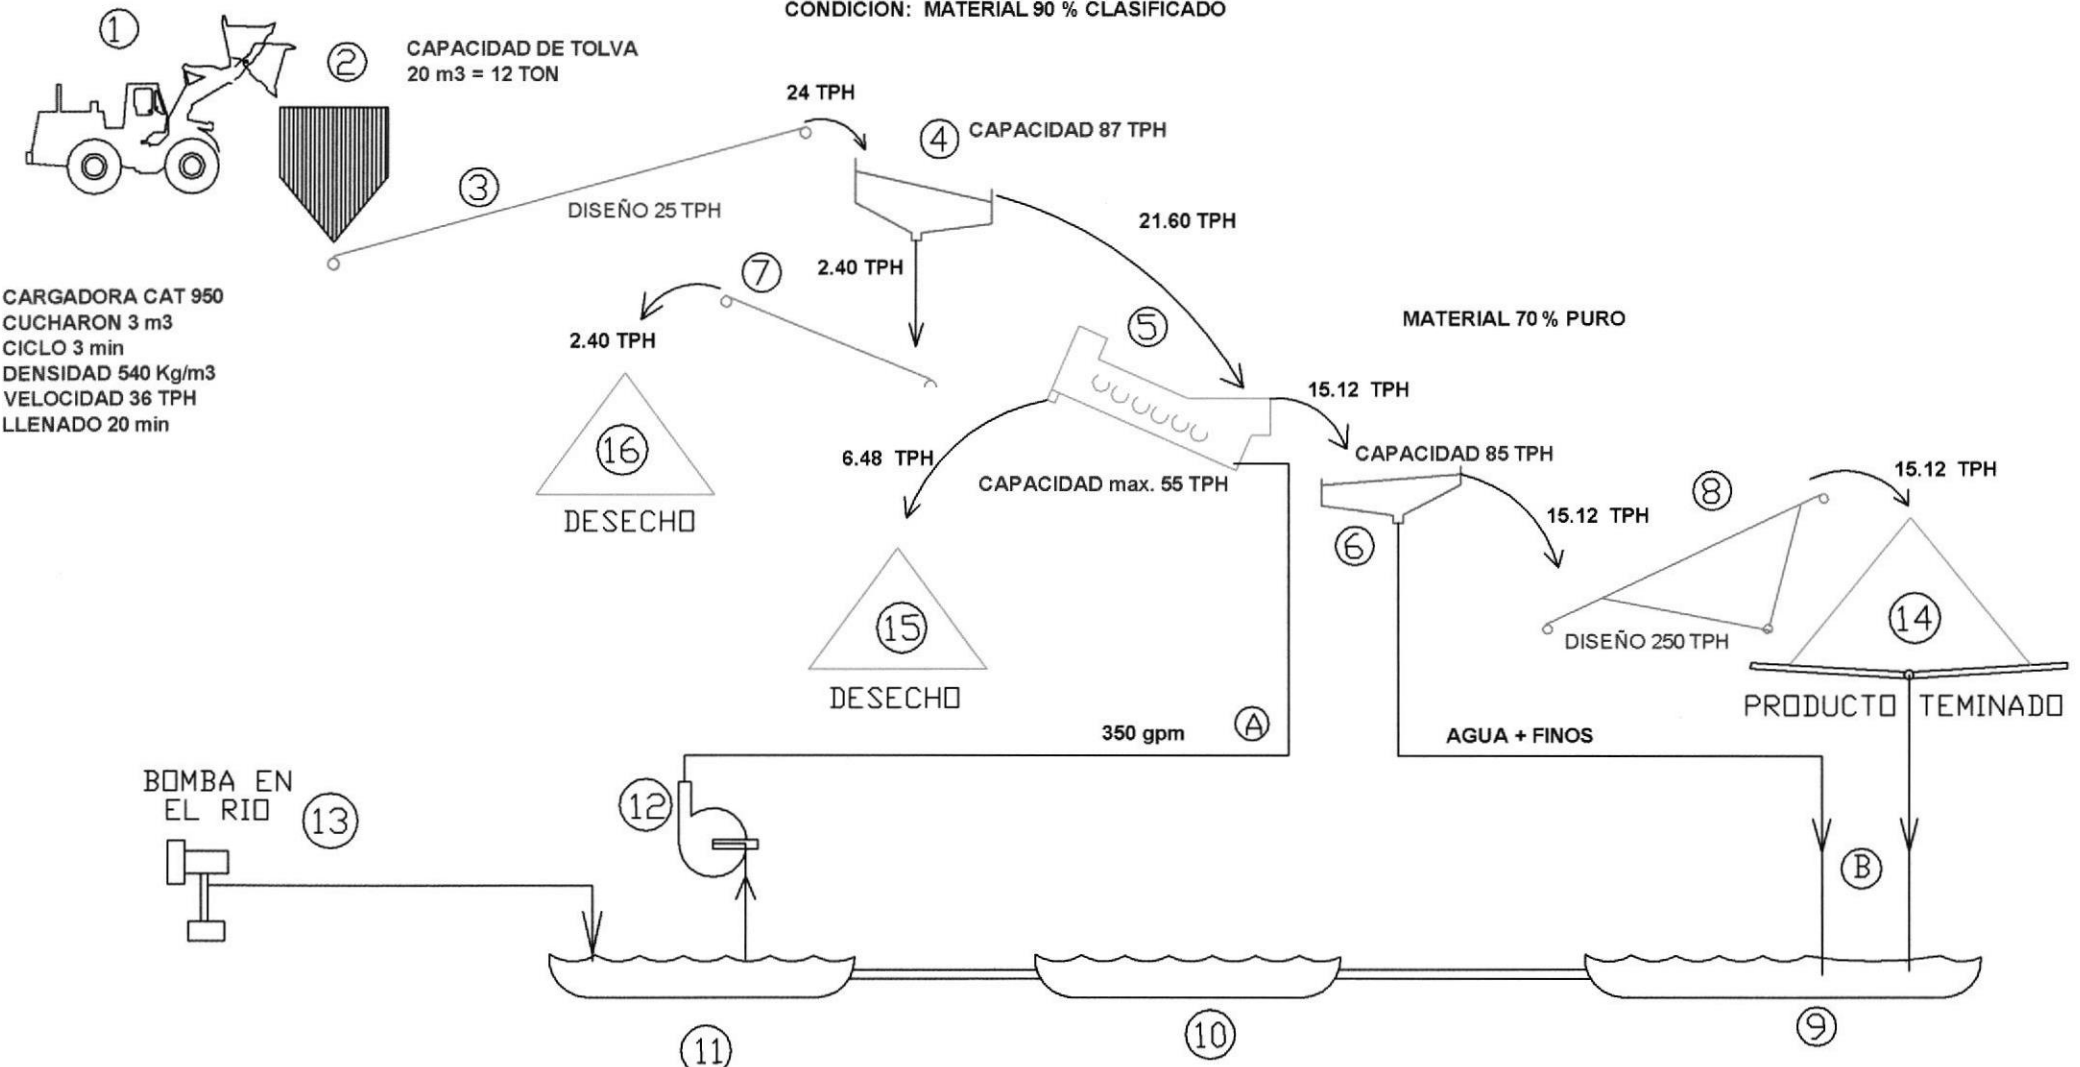 CONDICION: MATERIAL 90 % CLASIFICADO
1
2
CAPACIDAD DE TOLVA
20 m3 = 12 TON
24 TPH
4
CAPACIDAD 87 TPH
3
DISEÑO 25 TPH
21.60 TPH
2.40 TPH
7
CARGADORA CAT 950
CUCHARON 3 m3
CICLO 3 min
DENSIDAD 540 Kg/m3
VELOCIDAD 36 TPH
LLENADO 20 min
2.40 TPH
5
MATERIAL 70 % PURO
15.12 TPH
16
DESECHO
6.48 TPH
CAPACIDAD max. 55 TPH
CAPACIDAD 85 TPH
6
15.12 TPH
8
15.12 TPH
DISEÑO 250 TPH
14
PRODUCTO TEMINADO
15
DESECHO
350 gpm
A
AGUA + FINOS
BOMBA EN
EL RIO
13
12
B
11
10
9